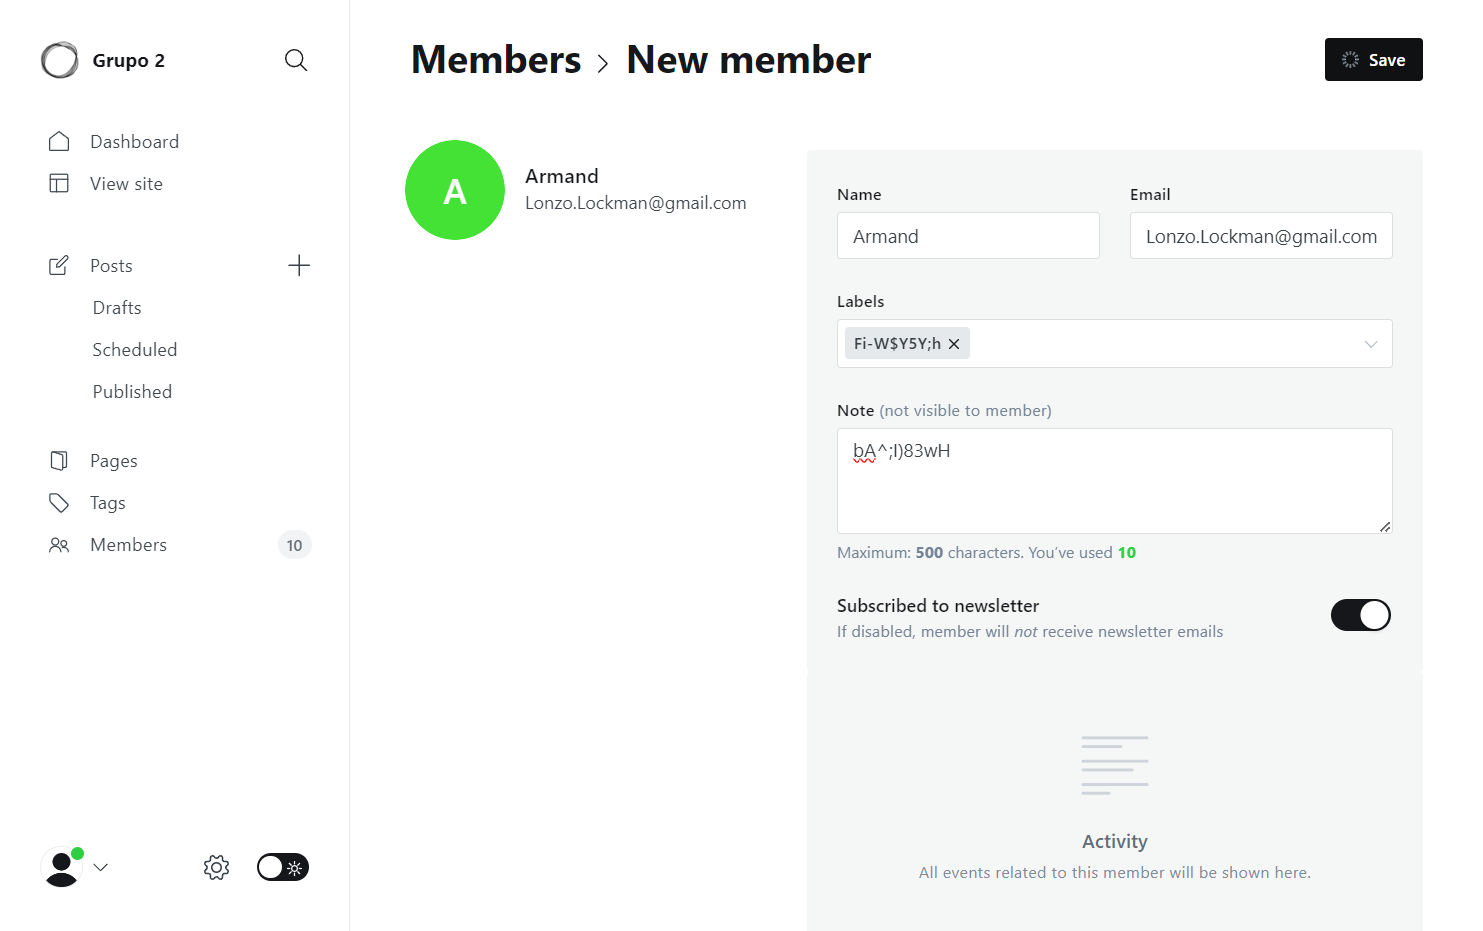 Grupo 2
Dashboard
View site
Posts
Drafts
Scheduled
Published
Pages
Tags
Members
10
Members > New member
Save
A
Armand
Lonzo.Lockman@gmail.com
Name
Email
Armand
Lonzo.Lockman@gmail.com
Labels
Fi-W$Y5Y;h
Note (not visible to member)
bA^;I)83wH
Maximum: 500 characters. You've used 10
Subscribed to newsletter
If disabled, member will not receive newsletter emails
Activity
All events related to this member will be shown here.